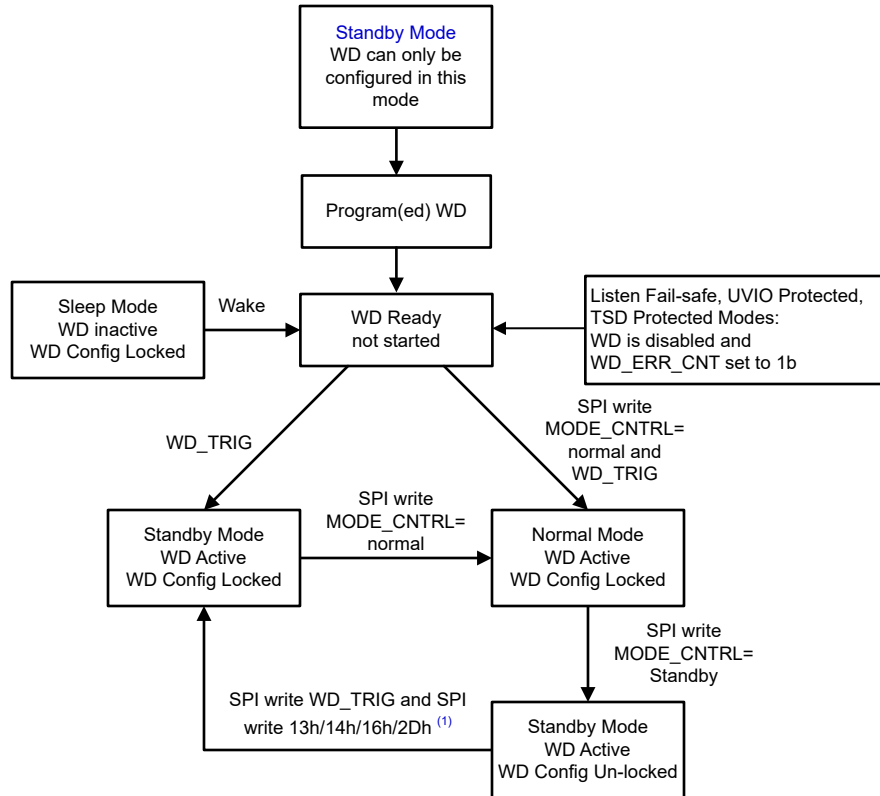 Standby Mode
WD can only be
configured in this
mode
Program(ed) WD
Sleep Mode
WD inactive
WD Config Locked
Wake
WD Ready
not started
Listen Fail-safe, UVIO Protected,
TSD Protected Modes:
WD is disabled and
WD_ERR_CNT set to 1b
WD_TRIG
SPI write
MODE_CNTRL=
normal and
WD_TRIG
Standby Mode
WD Active
WD Config Locked
SPI write
MODE_CNTRL=
normal
Normal Mode
WD Active
WD Config Locked
SPI write
MODE_CNTRL=
Standby
SPI write WD_TRIG and SPI
write 13h/14h/16h/2Dh (1)
Standby Mode
WD Active
WD Config Un-locked